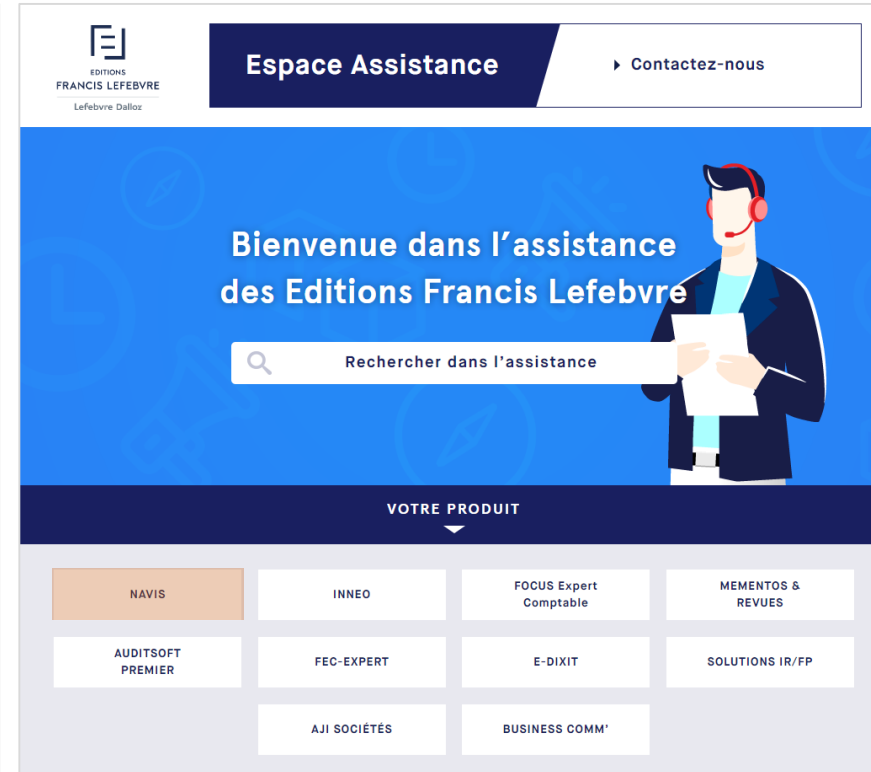 EDITIONS
FRANCIS LEFEBVRE
Lefebvre Dalloz
Espace Assistance
Contactez-nous
Bienvenue dans l'assistance
des Editions Francis Lefebvre
Rechercher dans l'assistance
VOTRE PRODUIT
NAVIS
INNEO
FOCUS Expert
Comptable
MEMENTOS &
REVUES
AUDITSOFT
PREMIER
FEC-EXPERT
E-DIXIT
SOLUTIONS IR/FP
AJI SOCIÉTÉS
BUSINESS COMM'